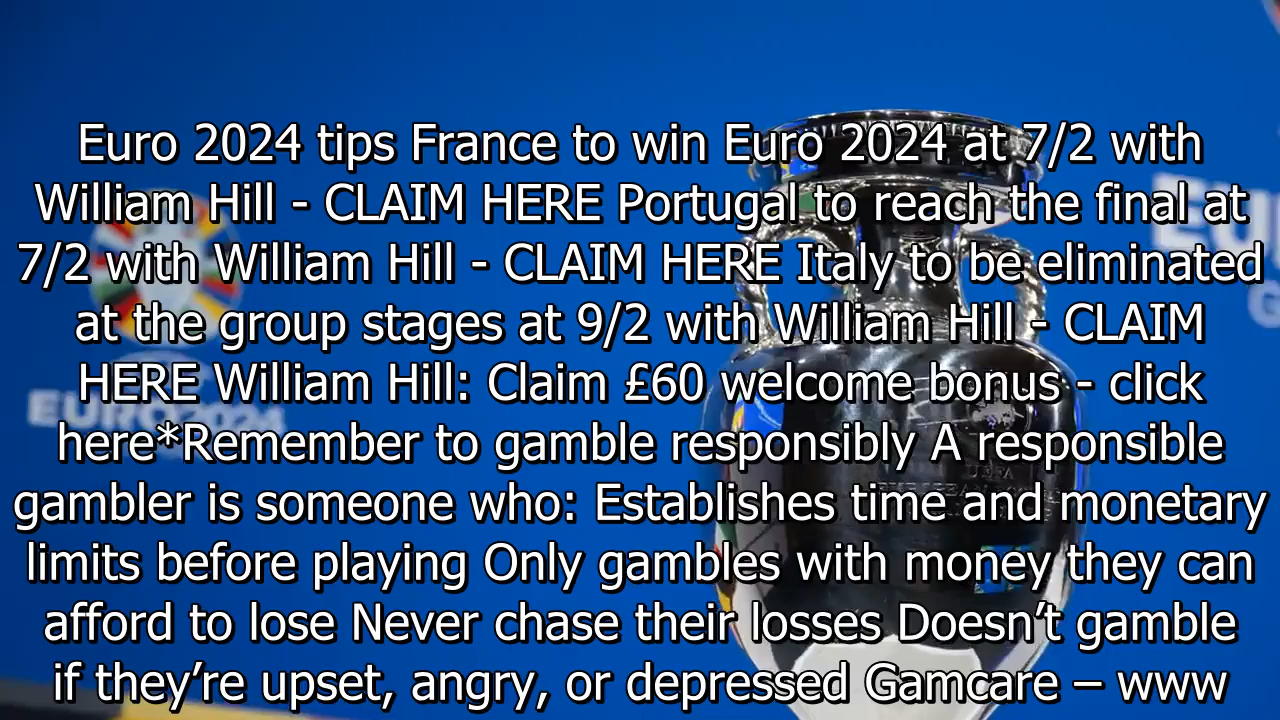 Euro 2024 tips France to win Euro 2024 at 7/2 with
William Hill - CLAIM HERE Portugal to reach the final at
7/2 with William Hill - CLAIM HERE Italy to be eliminated
at the group stages at 9/2 with William Hill - CLAIM
HERE William Hill: Claim £60 welcome bonus - click
here*Remember to gamble responsibly A responsible
gambler is someone who: Establishes time and monetary
limits before playing Only gambles with money they can
afford to lose Never chase their losses Doesn’t gamble
if they’re upset, angry, or depressed Gamcare – www
EURO2024
UEFA